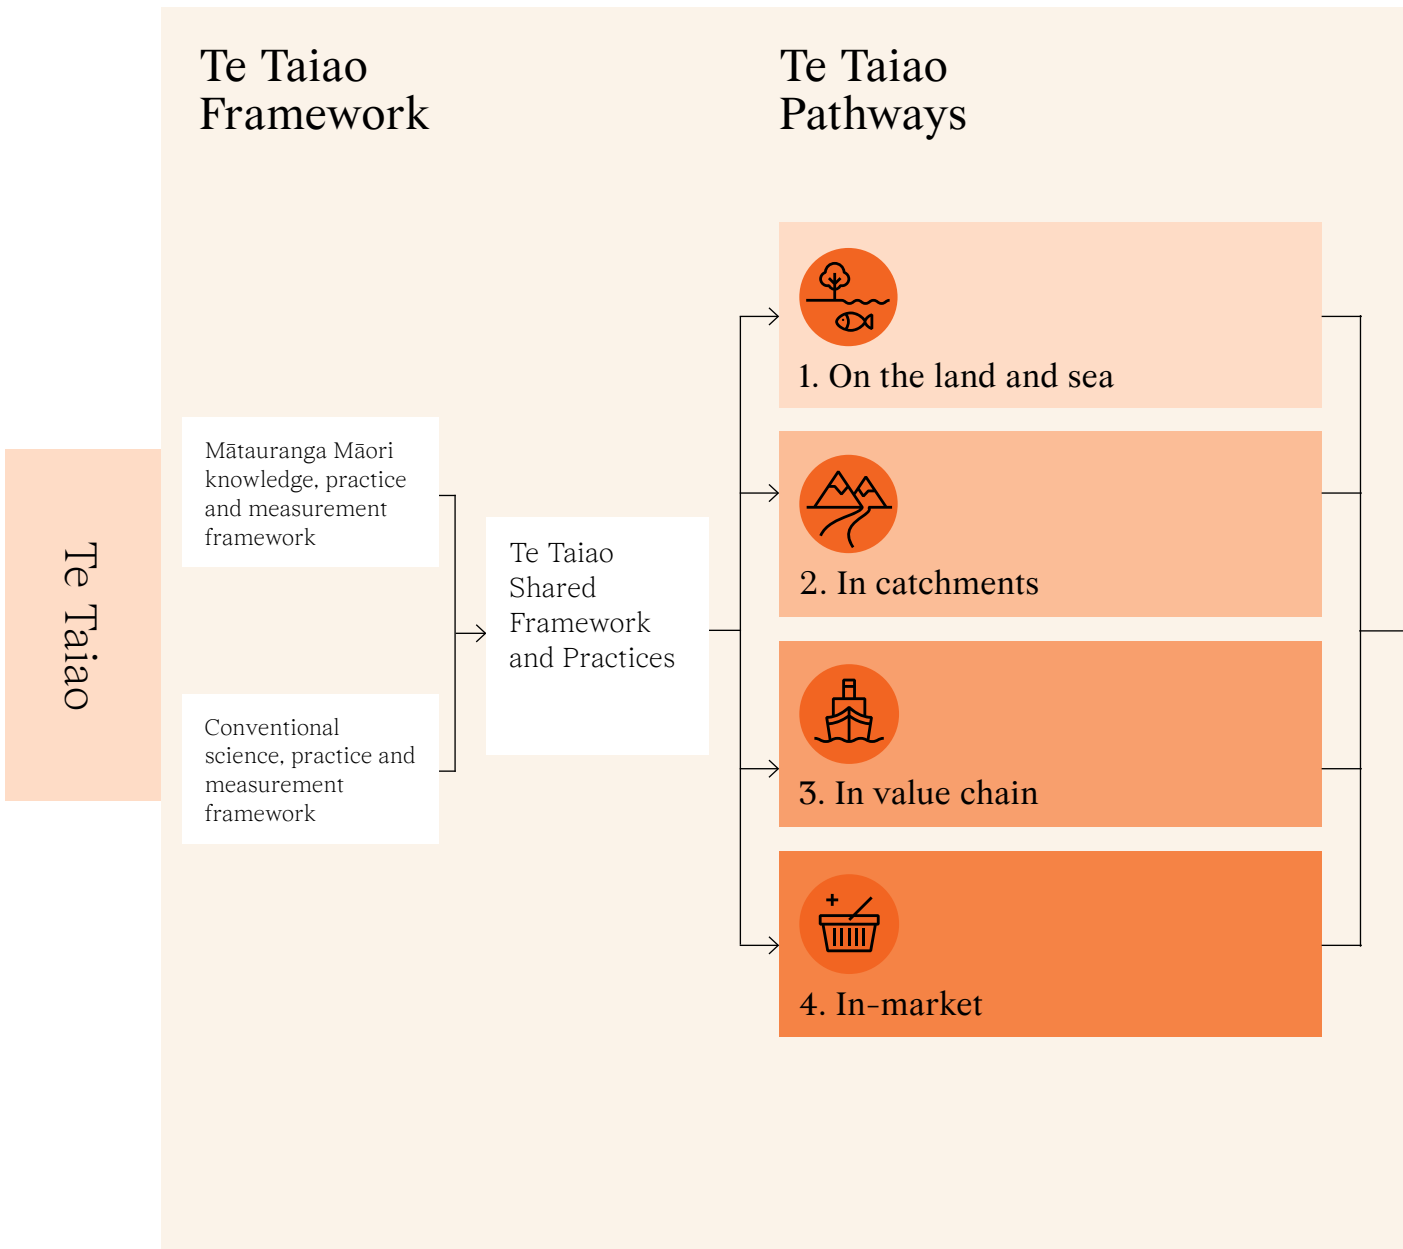 Te Taiao
Framework
Te Taiao
Pathways
Te Taiao
Mātauranga Māori
knowledge, practice
and measurement
framework
Conventional
science, practice and
measurement
framework
Te Taiao
Shared
Framework
and Practices
1. On the land and sea
2. In catchments
3. In value chain
4. In-market